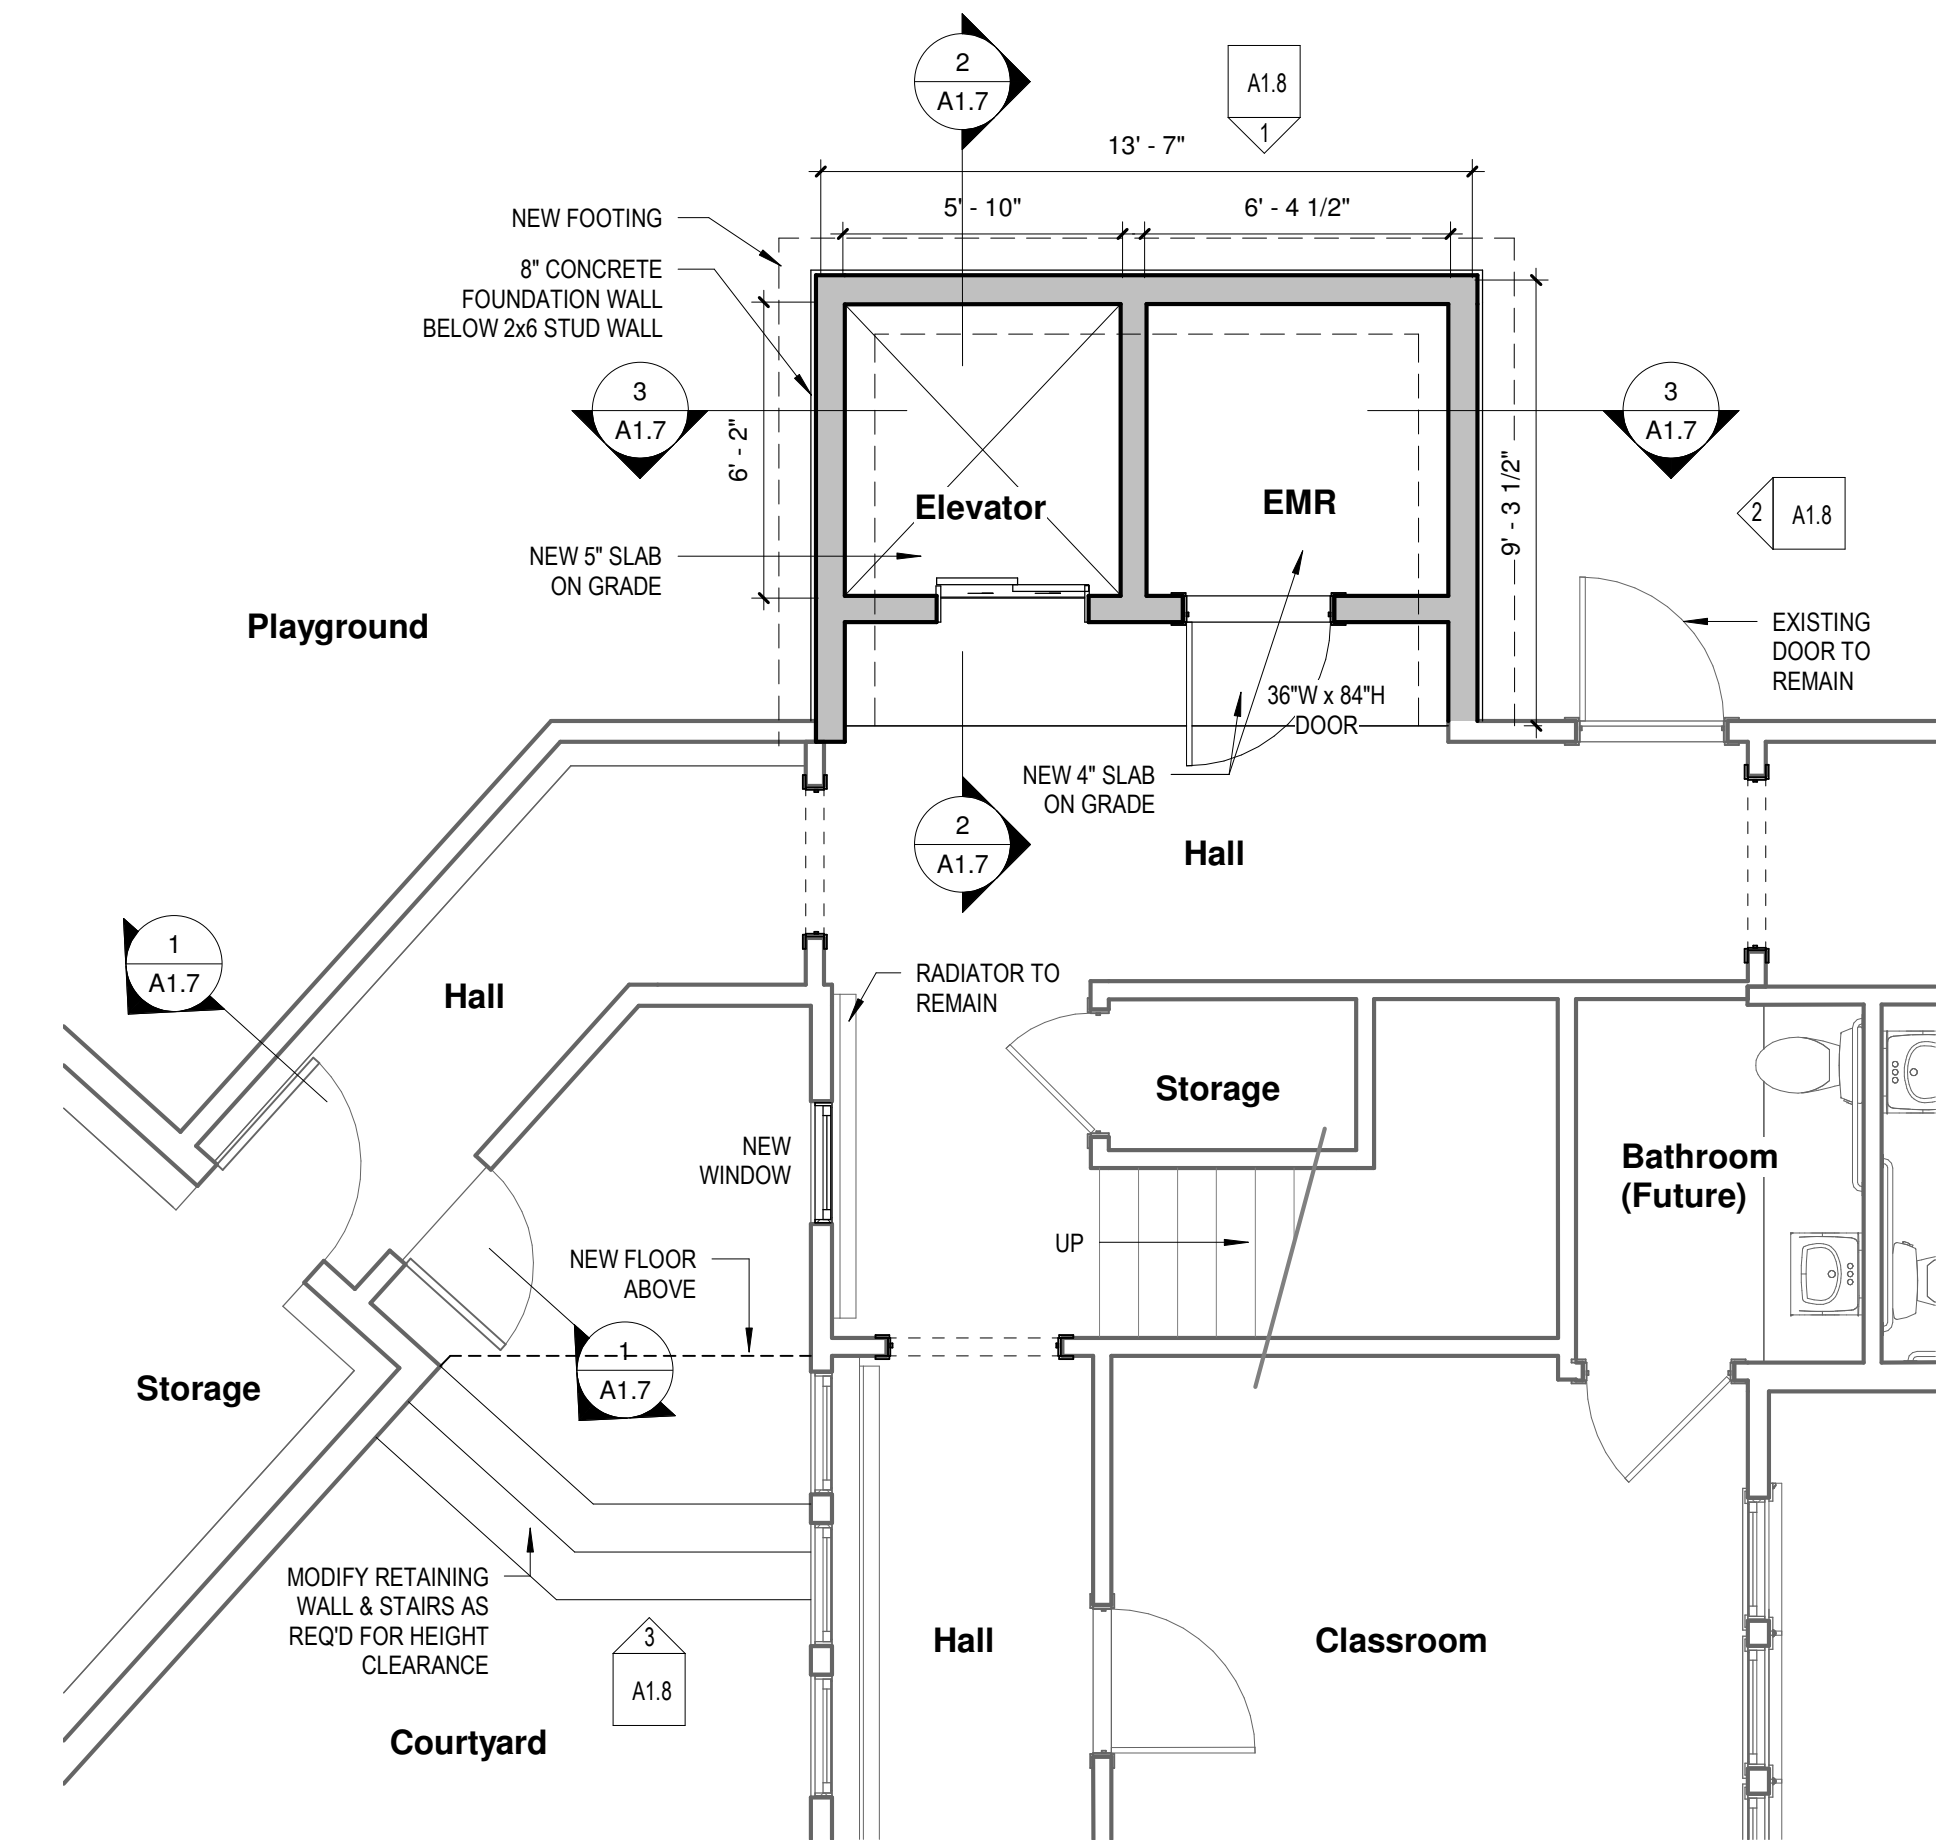 2
A1.7
A1.8
1
13' - 7"
5' - 10"
6' - 4 1/2"
NEW FOOTING
8" CONCRETE
FOUNDATION WALL
BELOW 2x6 STUD WALL
3
A1.7
6' - 2"
3
A1.7
9' - 3 1/2"
Elevator
EMR
2
A1.8
NEW 5" SLAB
ON GRADE
Playground
EXISTING
DOOR TO
REMAIN
36"W x 84"H
DOOR
NEW 4" SLAB
ON GRADE
2
A1.7
Hall
1
A1.7
Hall
RADIATOR TO
REMAIN
Storage
NEW
WINDOW
Bathroom
(Future)
UP
NEW FLOOR
ABOVE
1
A1.7
Storage
MODIFY RETAINING
WALL & STAIRS AS
REQ'D FOR HEIGHT
CLEARANCE
3
A1.8
Hall
Classroom
Courtyard